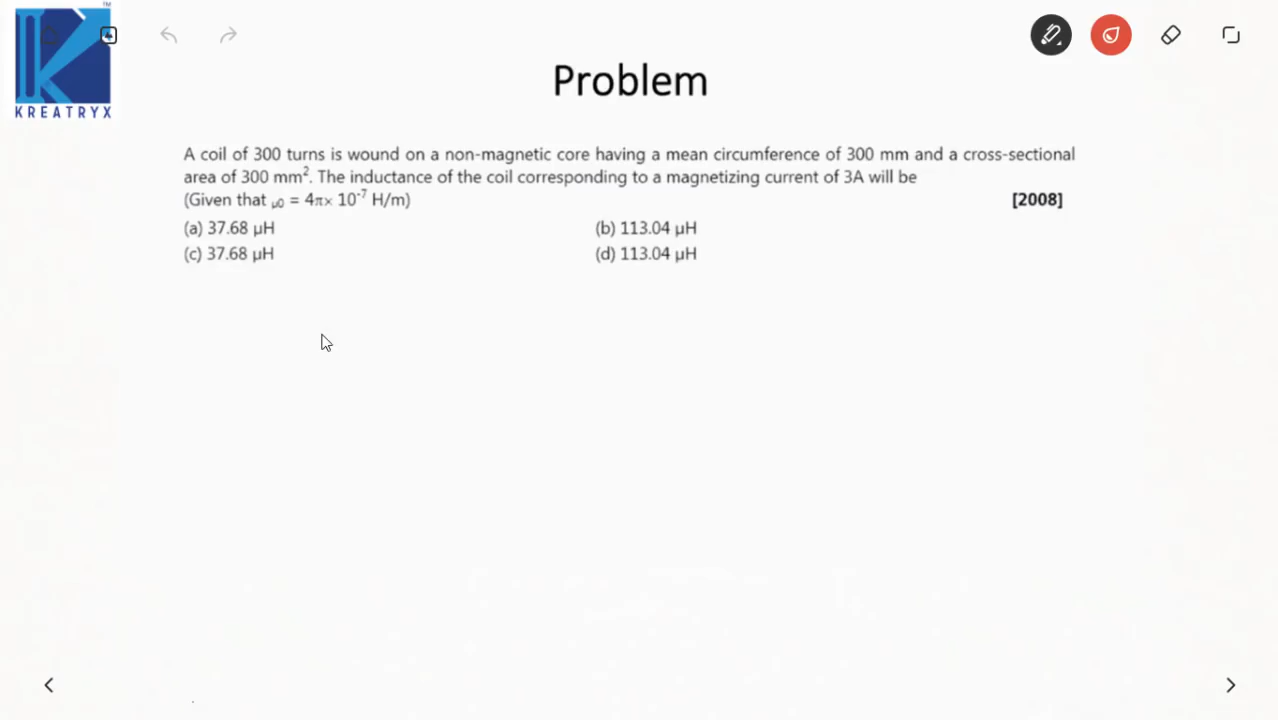 TM
KREATRYX
Problem
A coil of 300 turns is wound on a non-magnetic core having a mean circumference of 300 mm and a cross-sectional
area of 300 mm². The inductance of the coil corresponding to a magnetizing current of 3A will be
(Given that μ0 = 4π× 10⁻⁷ H/m) [2008]
(a) 37.68 μH (b) 113.04 μH
(c) 37.68 μH (d) 113.04 μH